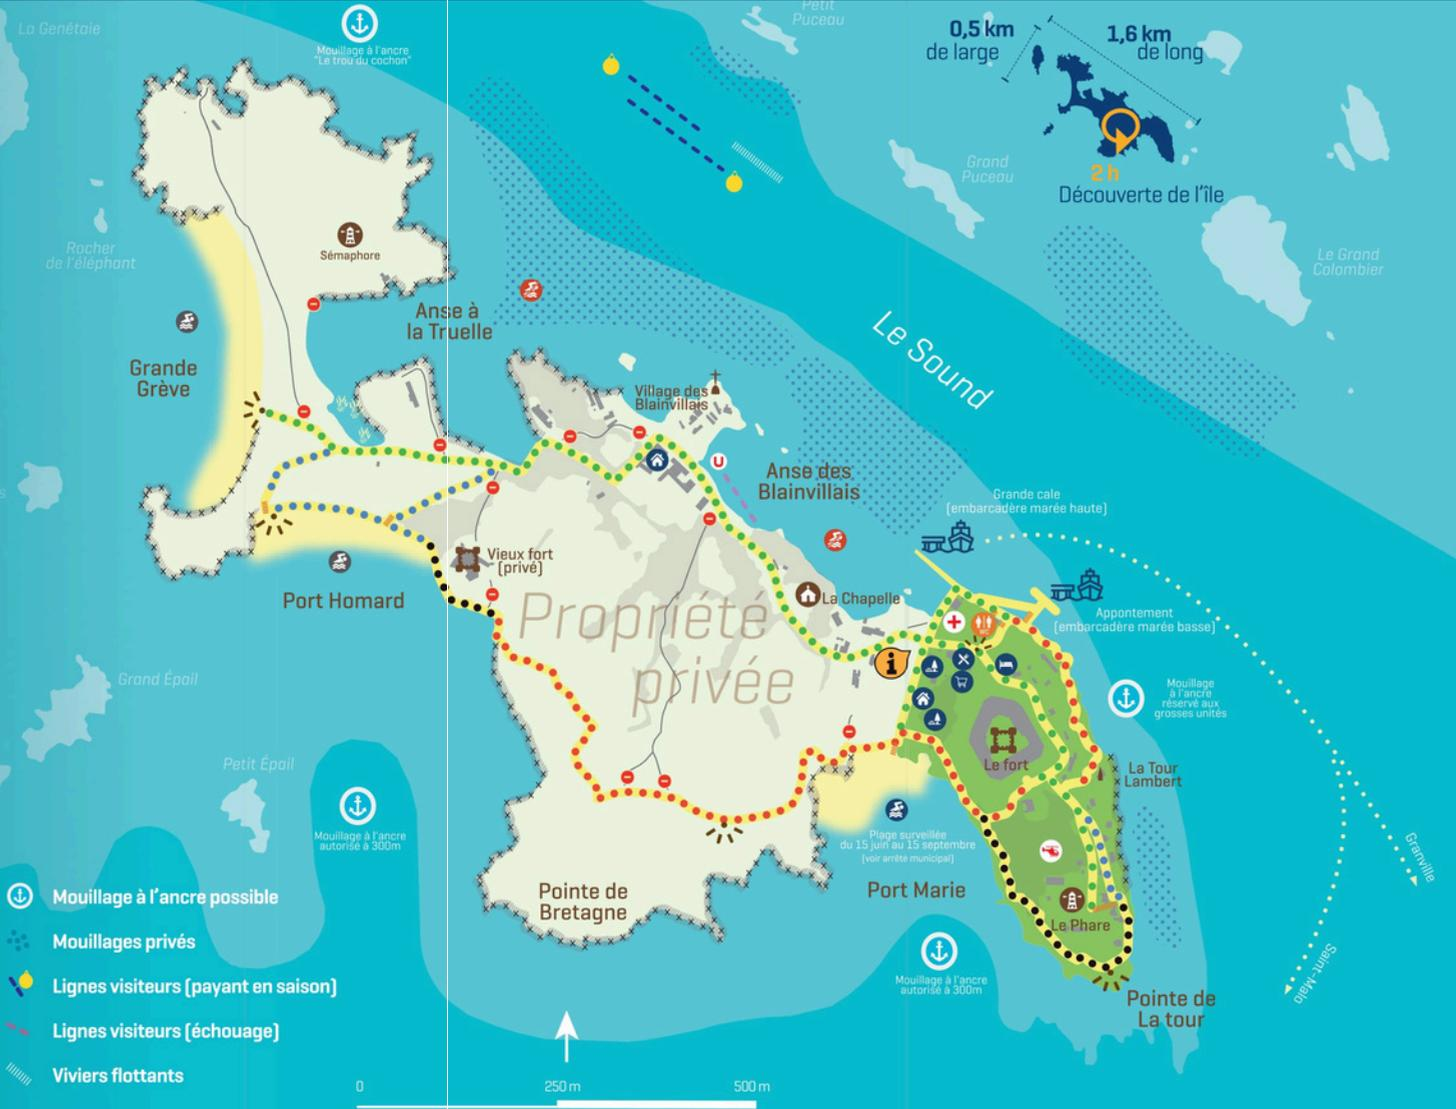 La Genétaie
Mouillage à l'ancre
"Le trou du cochon"
Petit
Puceau
0,5 km
de large
1,6 km
de long
Grand
Puceau
2 h
Découverte de l'île
Rocher
de l'éléphant
Sémaphore
Le Grand
Colombier
Anse à
la Truelle
Grande
Grève
Le Sound
Village des
Blainvillais
U
Anse des
Blainvillais
Grande cale
(embarcadère marée haute)
Vieux fort
(privé)
Port Homard
La Chapelle
Appontement
(embarcadère marée basse)
Propriété
privée
i
WC
Grand Épail
Mouillage
à l'ancre
réservé aux
grosses unités
Petit Épail
Le fort
La Tour
Lambert
Mouillage à l'ancre
autorisé à 300m
Plage surveillée
du 15 juin au 15 septembre
(voir arrête municipal)
Granville
Port Marie
Pointe de
Bretagne
Le Phare
Mouillage à l'ancre possible
Mouillages privés
Mouillage à l'ancre
autorisé à 300m
Saint-Malo
Lignes visiteurs (payant en saison)
Pointe de
La tour
Lignes visiteurs (échouage)
Viviers flottants
0
250 m
500 m